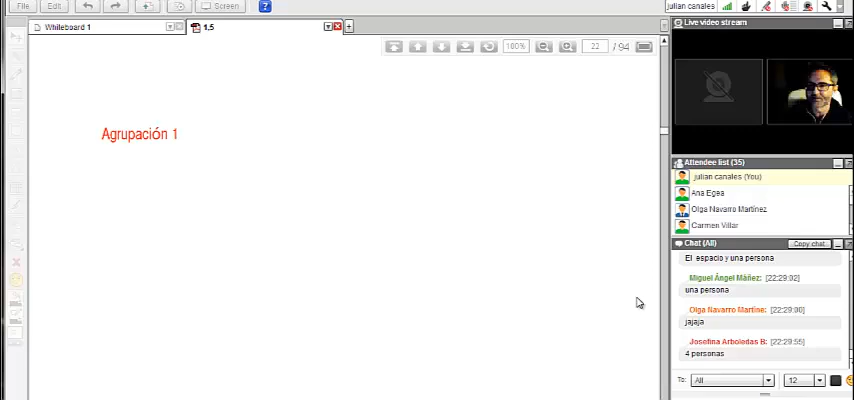 File Edit Screen ? julian canales
Live video stream
Whiteboard 1 1,5
100% 22 / 94
Agrupación 1
Attendee list (35)
julian canales (You)
Ana Egea
Olga Navarro Martínez
Carmen Villar
Chat (All) Copy chat
El espacio y una persona
Miguel Ángel Máñez: [22:29:02]
una persona
Olga Navarro Martíne: [22:29:00]
jajaja
Josefina Arboledas B: [22:29:55]
4 personas
To: All 12